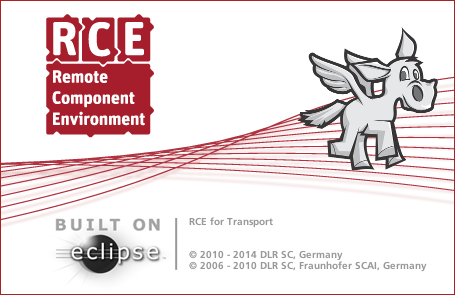 RCE
Remote
Component
Environment
BUILT ON
eclipse
RCE for Transport
© 2010 - 2014 DLR SC, Germany
© 2006 - 2010 DLR SC, Fraunhofer SCAI, Germany